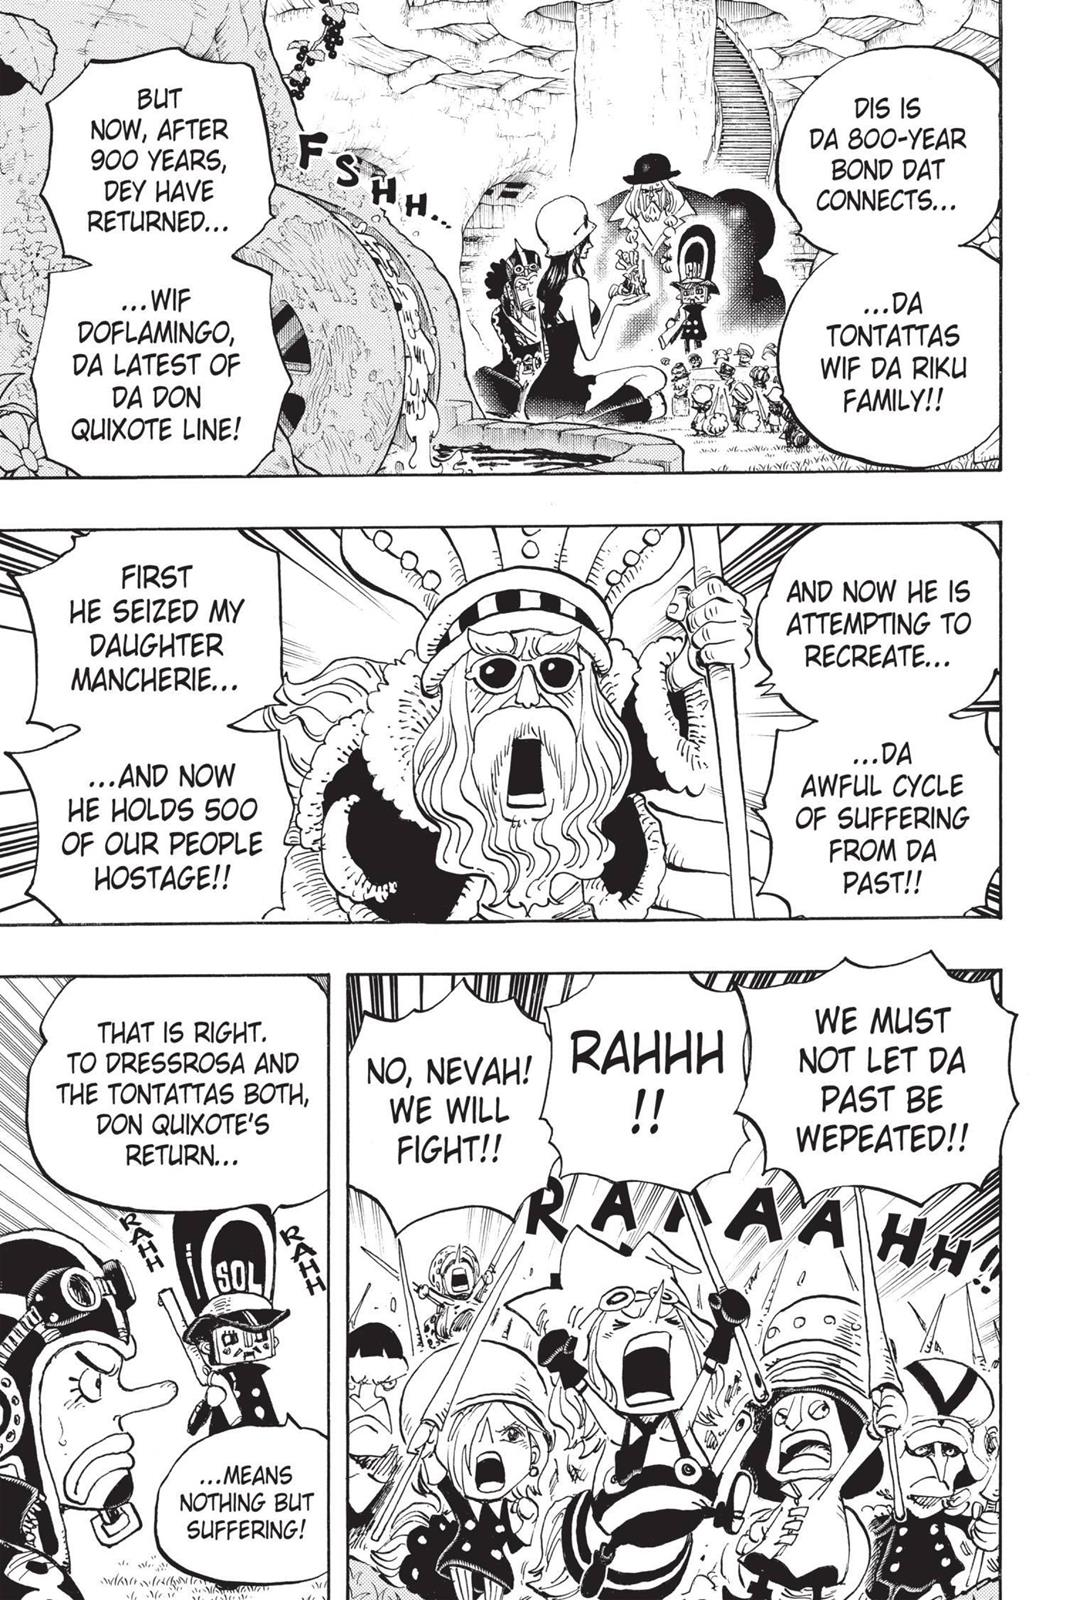 DIS IS
DA 800-YEAR
BOND DAT
CONNECTS...
...DA
TONTATTAS
WIF DA RIKU
FAMILY!!
SOL
FSHH...
BUT
NOW, AFTER
900 YEARS,
DEY HAVE
RETURNED...
...WIF
DOFLAMINGO,
DA LATEST OF
DA DON
QUIXOTE LINE!
AND NOW HE IS
ATTEMPTING TO
RECREATE...
...DA
AWFUL CYCLE
OF SUFFERING
FROM DA
PAST!!
FIRST
HE SEIZED MY
DAUGHTER
MANCHERIE...
...AND NOW
HE HOLDS 500
OF OUR PEOPLE
HOSTAGE!!
WE MUST
NOT LET DA
PAST BE
WEPEATED!!
RAHHH
!!
NO, NEVAH!
WE WILL
FIGHT!!
RAAAAAHH!!
THAT IS RIGHT.
TO DRESSROSA AND
THE TONTATTAS BOTH,
DON QUIXOTE'S
RETURN...
RAHH
RAHH
SOL
...MEANS
NOTHING BUT
SUFFERING!